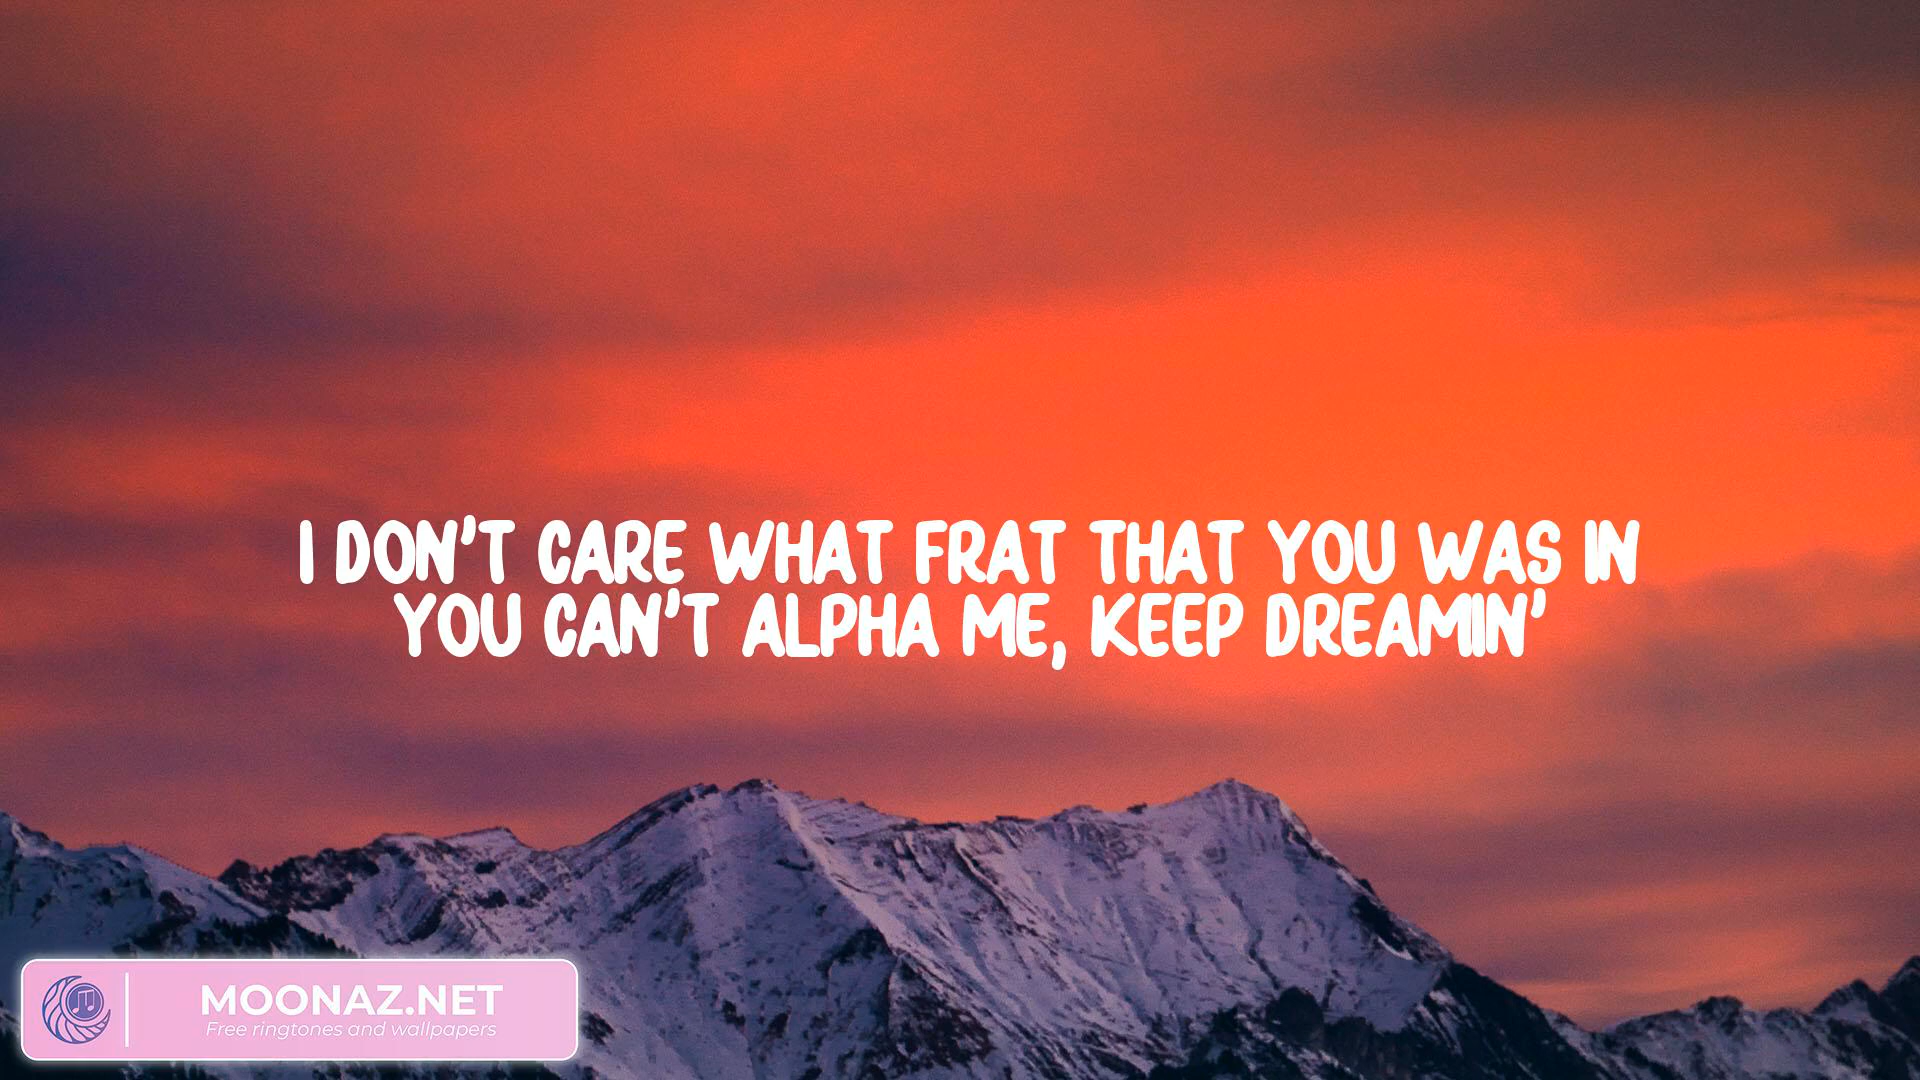 I DON'T CARE WHAT FRAT THAT YOU WAS IN
YOU CAN'T ALPHA ME, KEEP DREAMIN'
MOONAZ.NET
Free ringtones and wallpapers